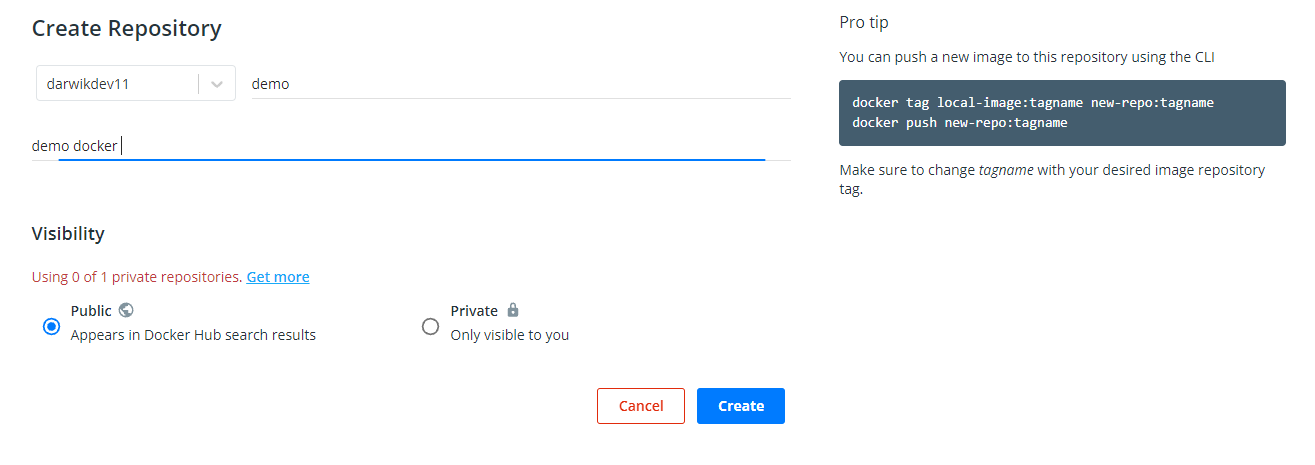 Create Repository
darwikdev11
demo
demo docker
Visibility
Using 0 of 1 private repositories. Get more
Public
Appears in Docker Hub search results
Private
Only visible to you
Cancel
Create
Pro tip
You can push a new image to this repository using the CLI
docker tag local-image:tagname new-repo:tagname
docker push new-repo:tagname
Make sure to change tagname with your desired image repository
tag.